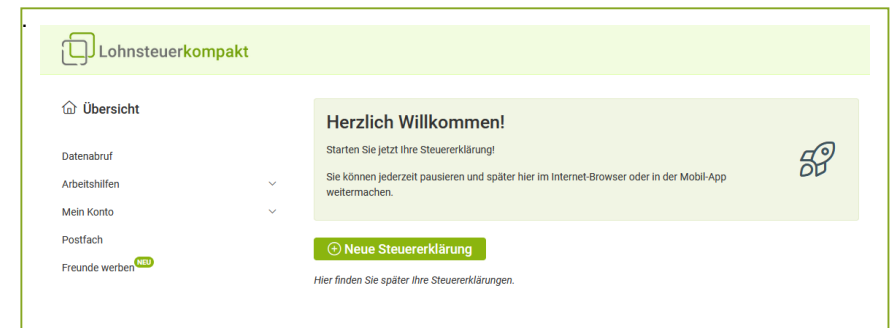 Lohnsteuerkompakt
Übersicht
Datenabruf
Arbeitshilfen
Mein Konto
Postfach
Freunde werben NEU
Herzlich Willkommen!
Starten Sie jetzt Ihre Steuererklärung!
Sie können jederzeit pausieren und später hier im Internet-Browser oder in der Mobil-App
weitermachen.
Neue Steuererklärung
Hier finden Sie später Ihre Steuererklärungen.